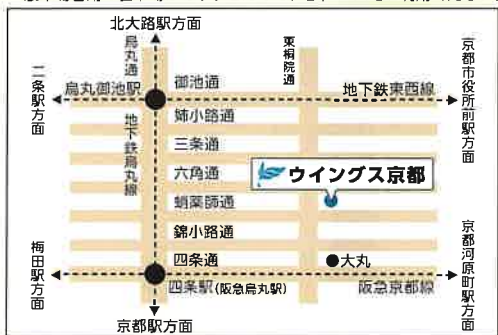 北大路駅方面
烏丸通
東桐院通
二条駅方面
烏丸御池駅
御池通
地下鉄東西線
京都市役所前駅方面
姉小路通
地下鉄烏丸線
三条通
六角通
ウイングス京都
蛸薬師通
錦小路通
梅田駅方面
四条通
大丸
京都河原町駅方面
四条駅(阪急烏丸駅)
阪急京都線
京都駅方面